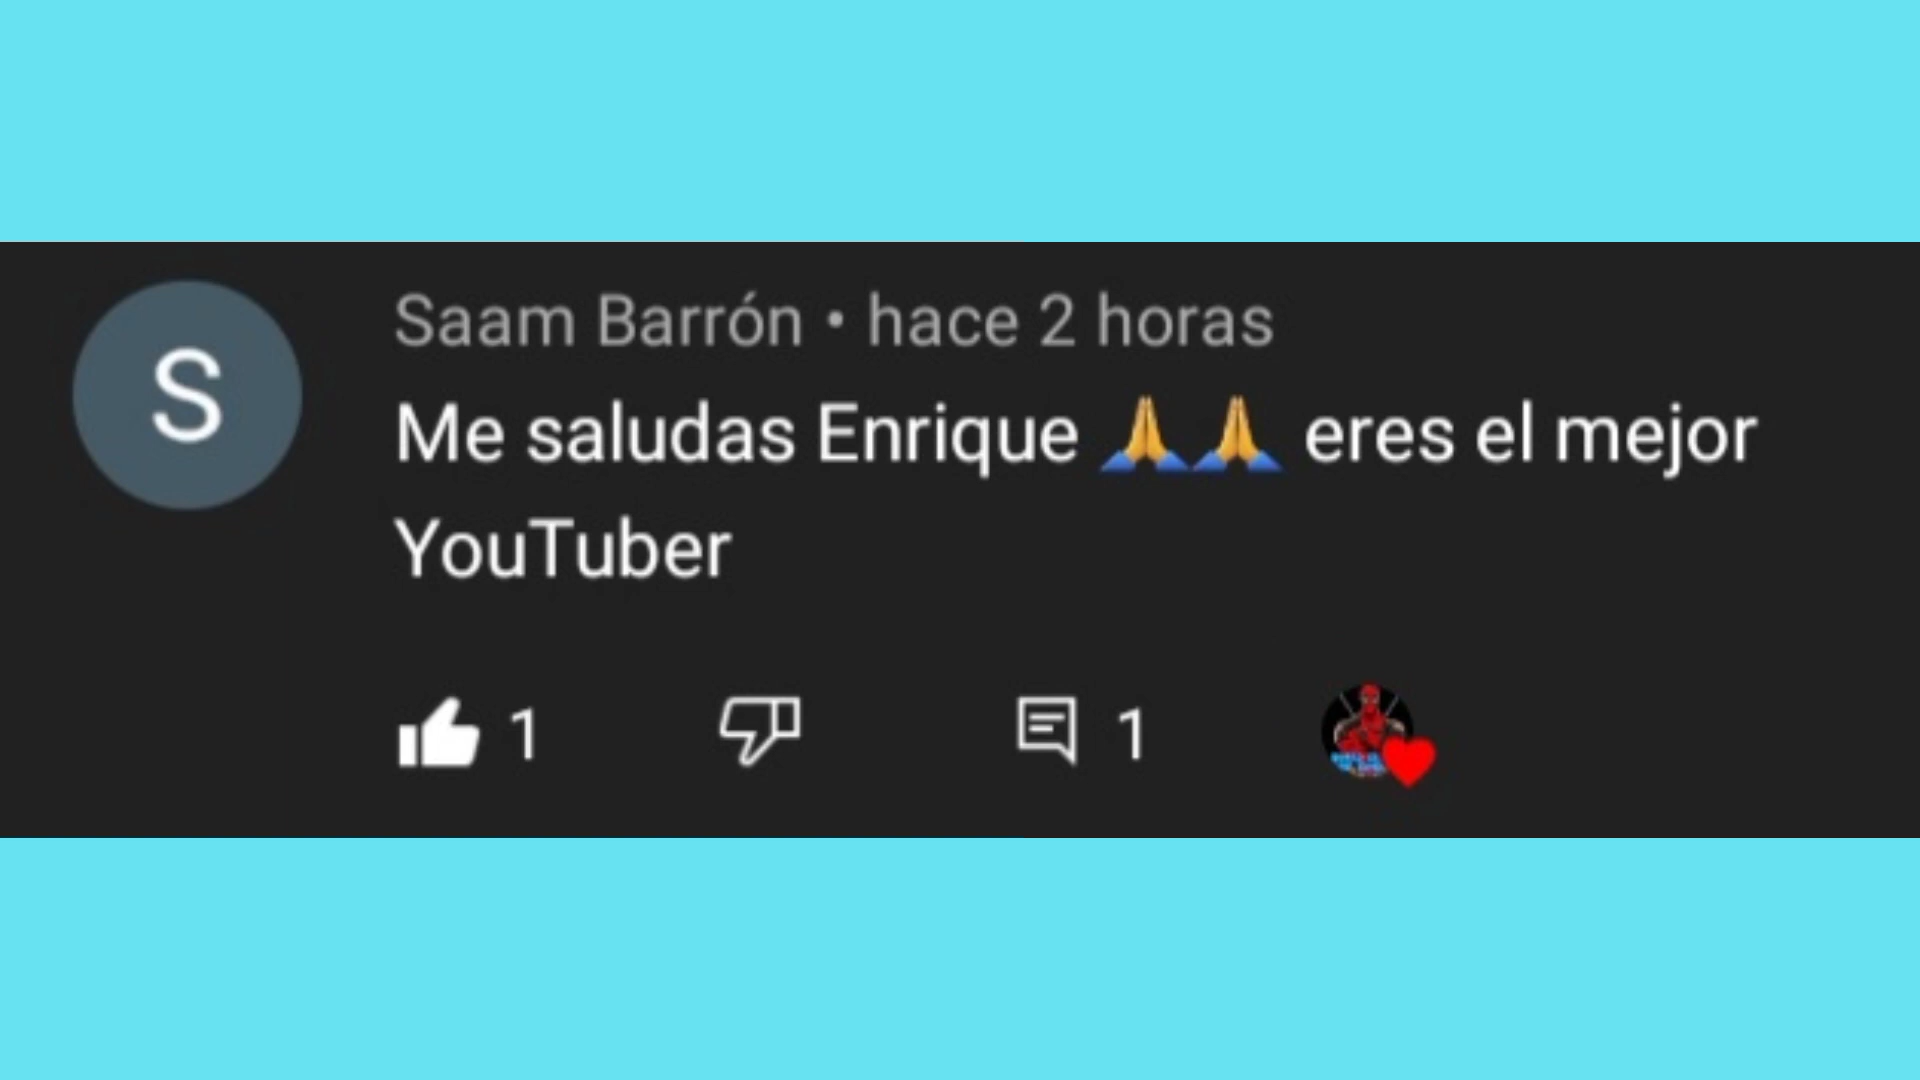 S
Saam Barrón • hace 2 horas
Me saludas Enrique 🙏🙏 eres el mejor
YouTuber
1
1